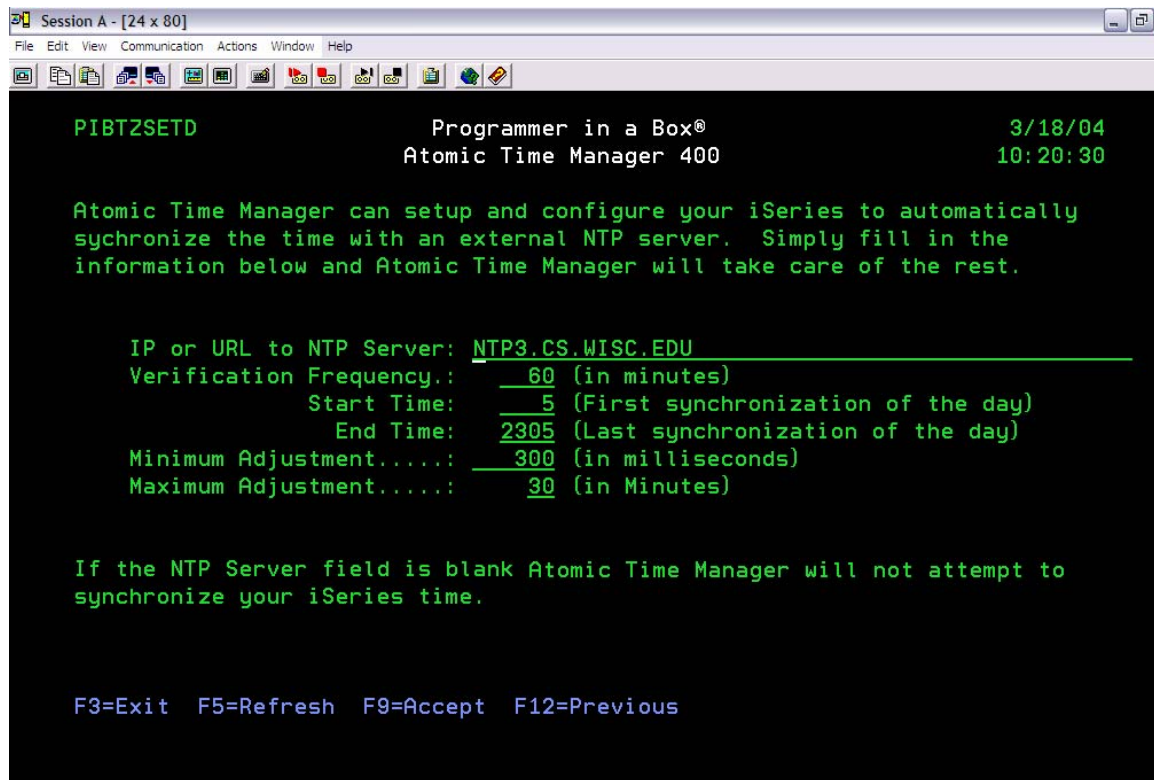 Session A - [24 x 80]
File Edit View Communication Actions Window Help
PIBTZSETD Programmer in a Box® 3/18/04
Atomic Time Manager 400 10:20:30
Atomic Time Manager can setup and configure your iSeries to automatically
sychronize the time with an external NTP server. Simply fill in the
information below and Atomic Time Manager will take care of the rest.
IP or URL to NTP Server: NTP3.CS.WISC.EDU
Verification Frequency.: 60 (in minutes)
Start Time: 5 (First synchronization of the day)
End Time: 2305 (Last synchronization of the day)
Minimum Adjustment.....: 300 (in milliseconds)
Maximum Adjustment.....: 30 (in Minutes)
If the NTP Server field is blank Atomic Time Manager will not attempt to
synchronize your iSeries time.
F3=Exit F5=Refresh F9=Accept F12=Previous